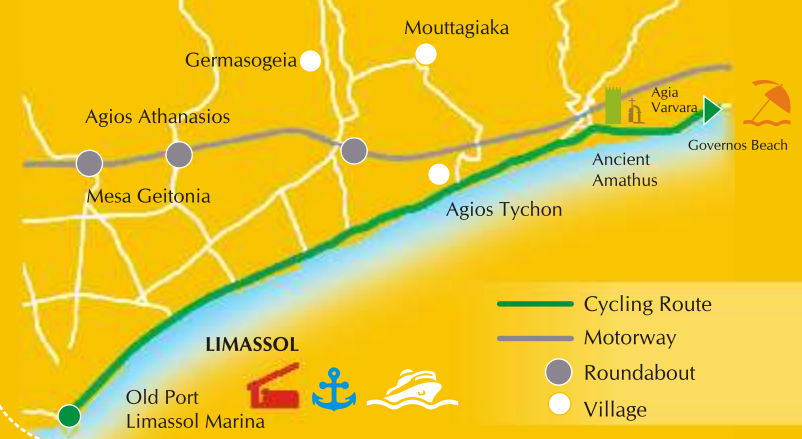 Mouttagiaka
Germasogeia
Agia
Varvara
Agios Athanasios
Governos Beach
Ancient
Amathus
Mesa Geitonia
Agios Tychon
Cycling Route
LIMASSOL
Motorway
Roundabout
Old Port
Limassol Marina
Village